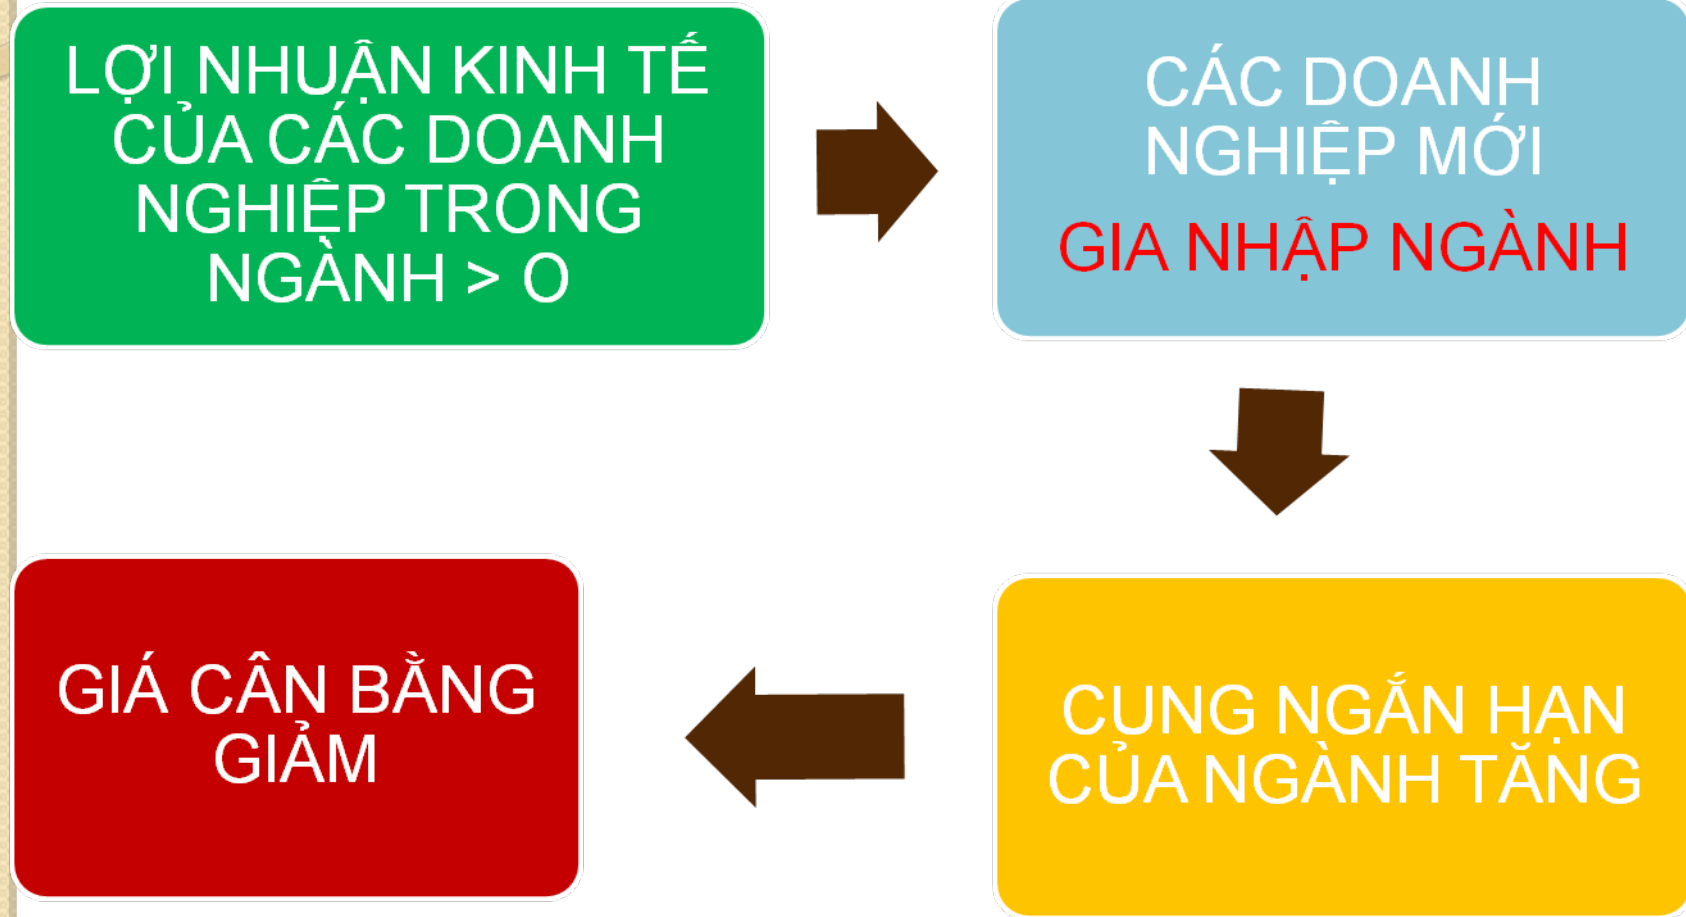 LỢI NHUẬN KINH TẾ
CỦA CÁC DOANH
NGHIỆP TRONG
NGÀNH > O
CÁC DOANH
NGHIỆP MỚI
GIA NHẬP NGÀNH
CUNG NGẮN HẠN
CỦA NGÀNH TĂNG
GIÁ CÂN BẰNG
GIẢM